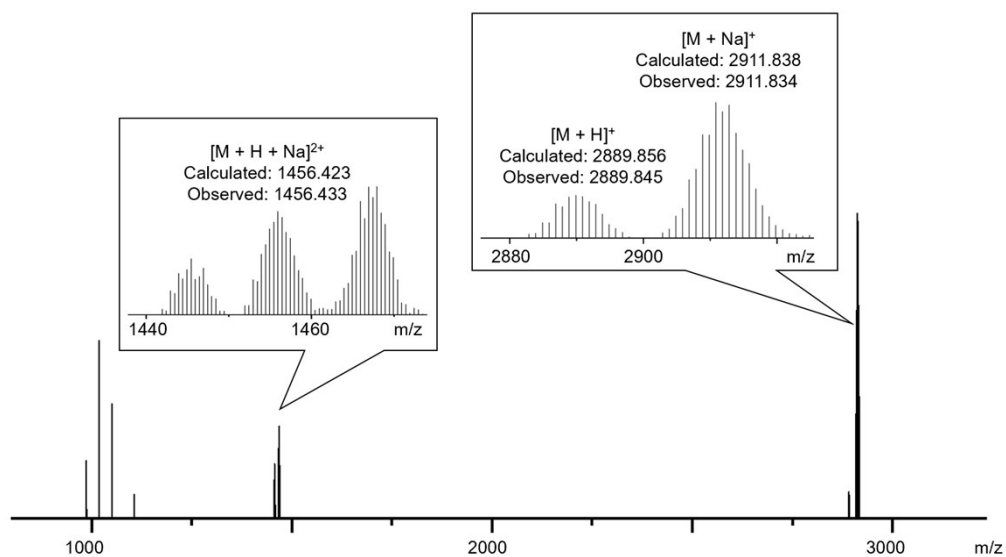 [M + Na]⁺
Calculated: 2911.838
Observed: 2911.834
[M + H]⁺
Calculated: 2889.856
Observed: 2889.845
2880 2900 m/z
[M + H + Na]²⁺
Calculated: 1456.423
Observed: 1456.433
1440 1460 m/z
1000 2000 3000 m/z